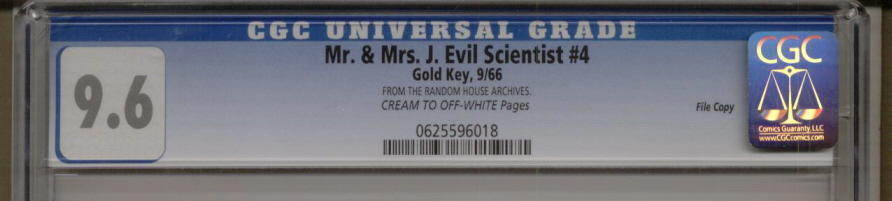 CGC UNIVERSAL GRADE
Mr. & Mrs. J. Evil Scientist #4
Gold Key, 9/66
FROM THE RANDOM HOUSE ARCHIVES.
CREAM TO OFF-WHITE Pages
File Copy
0625596018
9.6
CGC
Comics Guaranty, LLC
www.CGCcomics.com